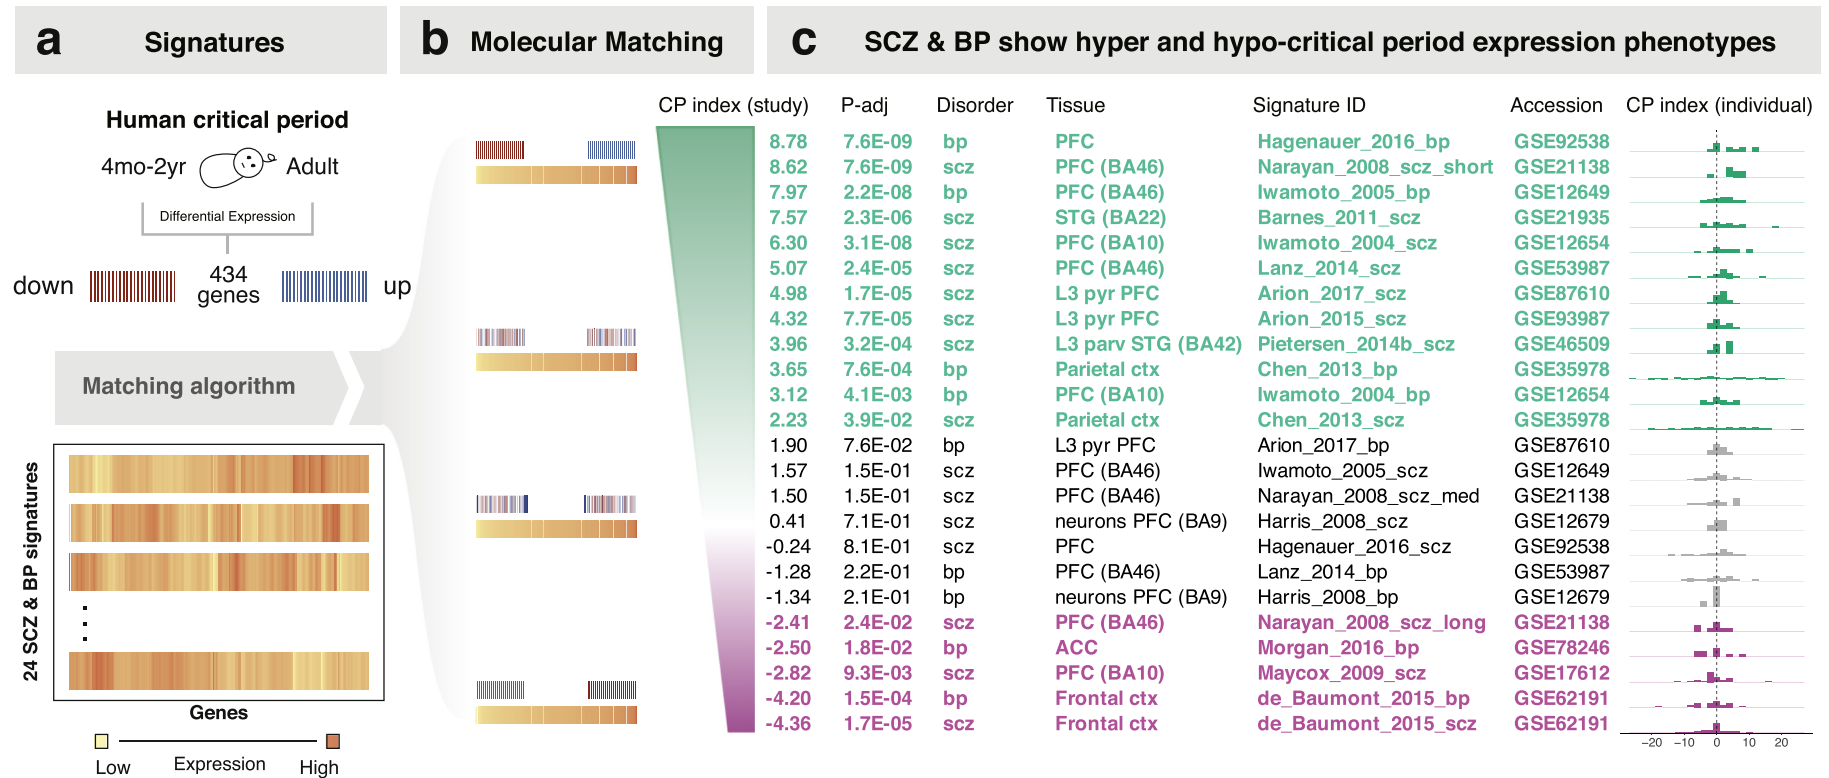 a Signatures
Human critical period
4mo-2yr Adult
Differential Expression
down 434 genes up
Matching algorithm
24 SCZ & BP signatures
Genes
Low Expression High
b Molecular Matching
c SCZ & BP show hyper and hypo-critical period expression phenotypes
CP index (study) P-adj Disorder Tissue Signature ID Accession CP index (individual)
8.78 7.6E-09 bp PFC Hagenauer_2016_bp GSE92538
8.62 7.6E-09 scz PFC (BA46) Narayan_2008_scz_short GSE21138
7.97 2.2E-08 bp PFC (BA46) Iwamoto_2005_bp GSE12649
7.57 2.3E-06 scz STG (BA22) Barnes_2011_scz GSE21935
6.30 3.1E-08 scz PFC (BA10) Iwamoto_2004_scz GSE12654
5.07 2.4E-05 scz PFC (BA46) Lanz_2014_scz GSE53987
4.98 1.7E-05 scz L3 pyr PFC Arion_2017_scz GSE87610
4.32 7.7E-05 scz L3 pyr PFC Arion_2015_scz GSE93987
3.96 3.2E-04 scz L3 parv STG (BA42) Pietersen_2014b_scz GSE46509
3.65 7.6E-04 bp Parietal ctx Chen_2013_bp GSE35978
3.12 4.1E-03 bp PFC (BA10) Iwamoto_2004_bp GSE12654
2.23 3.9E-02 scz Parietal ctx Chen_2013_scz GSE35978
1.90 7.6E-02 bp L3 pyr PFC Arion_2017_bp GSE87610
1.57 1.5E-01 scz PFC (BA46) Iwamoto_2005_scz GSE12649
1.50 1.5E-01 scz PFC (BA46) Narayan_2008_scz_med GSE21138
0.41 7.1E-01 scz neurons PFC (BA9) Harris_2008_scz GSE12679
-0.24 8.1E-01 scz PFC Hagenauer_2016_scz GSE92538
-1.28 2.2E-01 bp PFC (BA46) Lanz_2014_bp GSE53987
-1.34 2.1E-01 bp neurons PFC (BA9) Harris_2008_bp GSE12679
-2.41 2.4E-02 scz PFC (BA46) Narayan_2008_scz_long GSE21138
-2.50 1.8E-02 bp ACC Morgan_2016_bp GSE78246
-2.82 9.3E-03 scz PFC (BA10) Maycox_2009_scz GSE17612
-4.20 1.5E-04 bp Frontal ctx de_Baumont_2015_bp GSE62191
-4.36 1.7E-05 scz Frontal ctx de_Baumont_2015_scz GSE62191
−20 −10 0 10 20